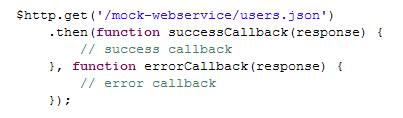 $http.get('/mock-webservice/users.json')
    .then(function successCallback(response) {
        // success callback
    }, function errorCallback(response) {
        // error callback
    });